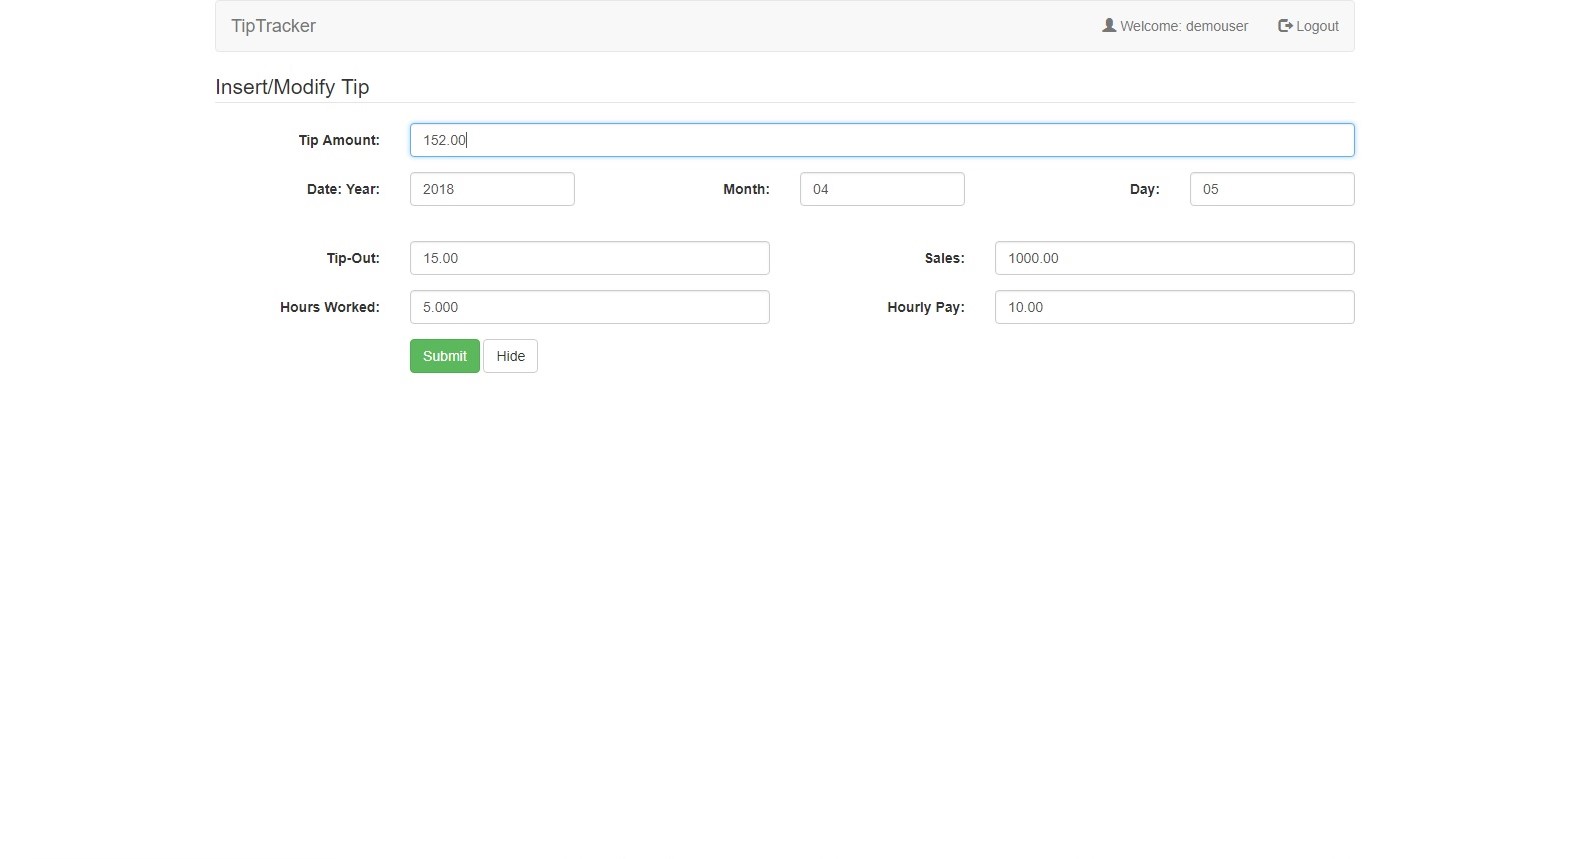 TipTracker Welcome: demouser Logout
Insert/Modify Tip
Tip Amount: 152.00
Date: Year: 2018 Month: 04 Day: 05
Tip-Out: 15.00 Sales: 1000.00
Hours Worked: 5.000 Hourly Pay: 10.00
Submit Hide